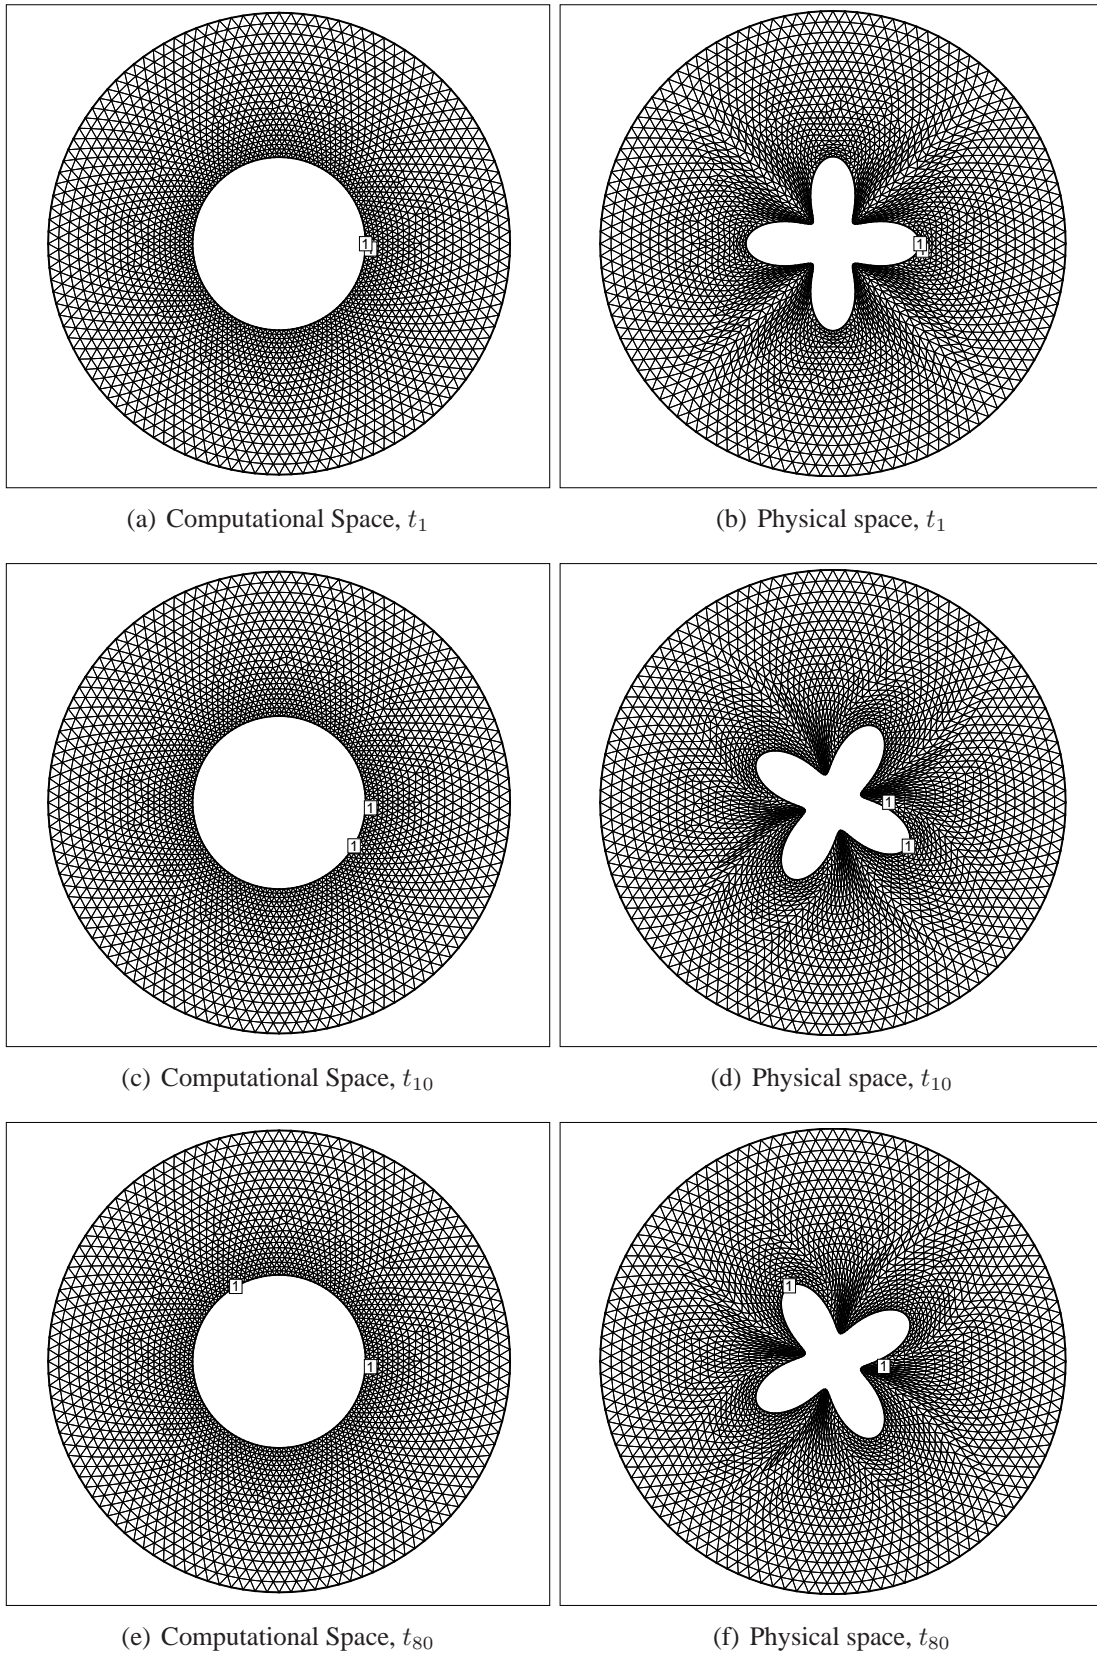 1
1
(a) Computational Space, t₁
(b) Physical space, t₁
1
1
1
1
(c) Computational Space, t₁₀
(d) Physical space, t₁₀
1
1
1
1
(e) Computational Space, t₈₀
(f) Physical space, t₈₀